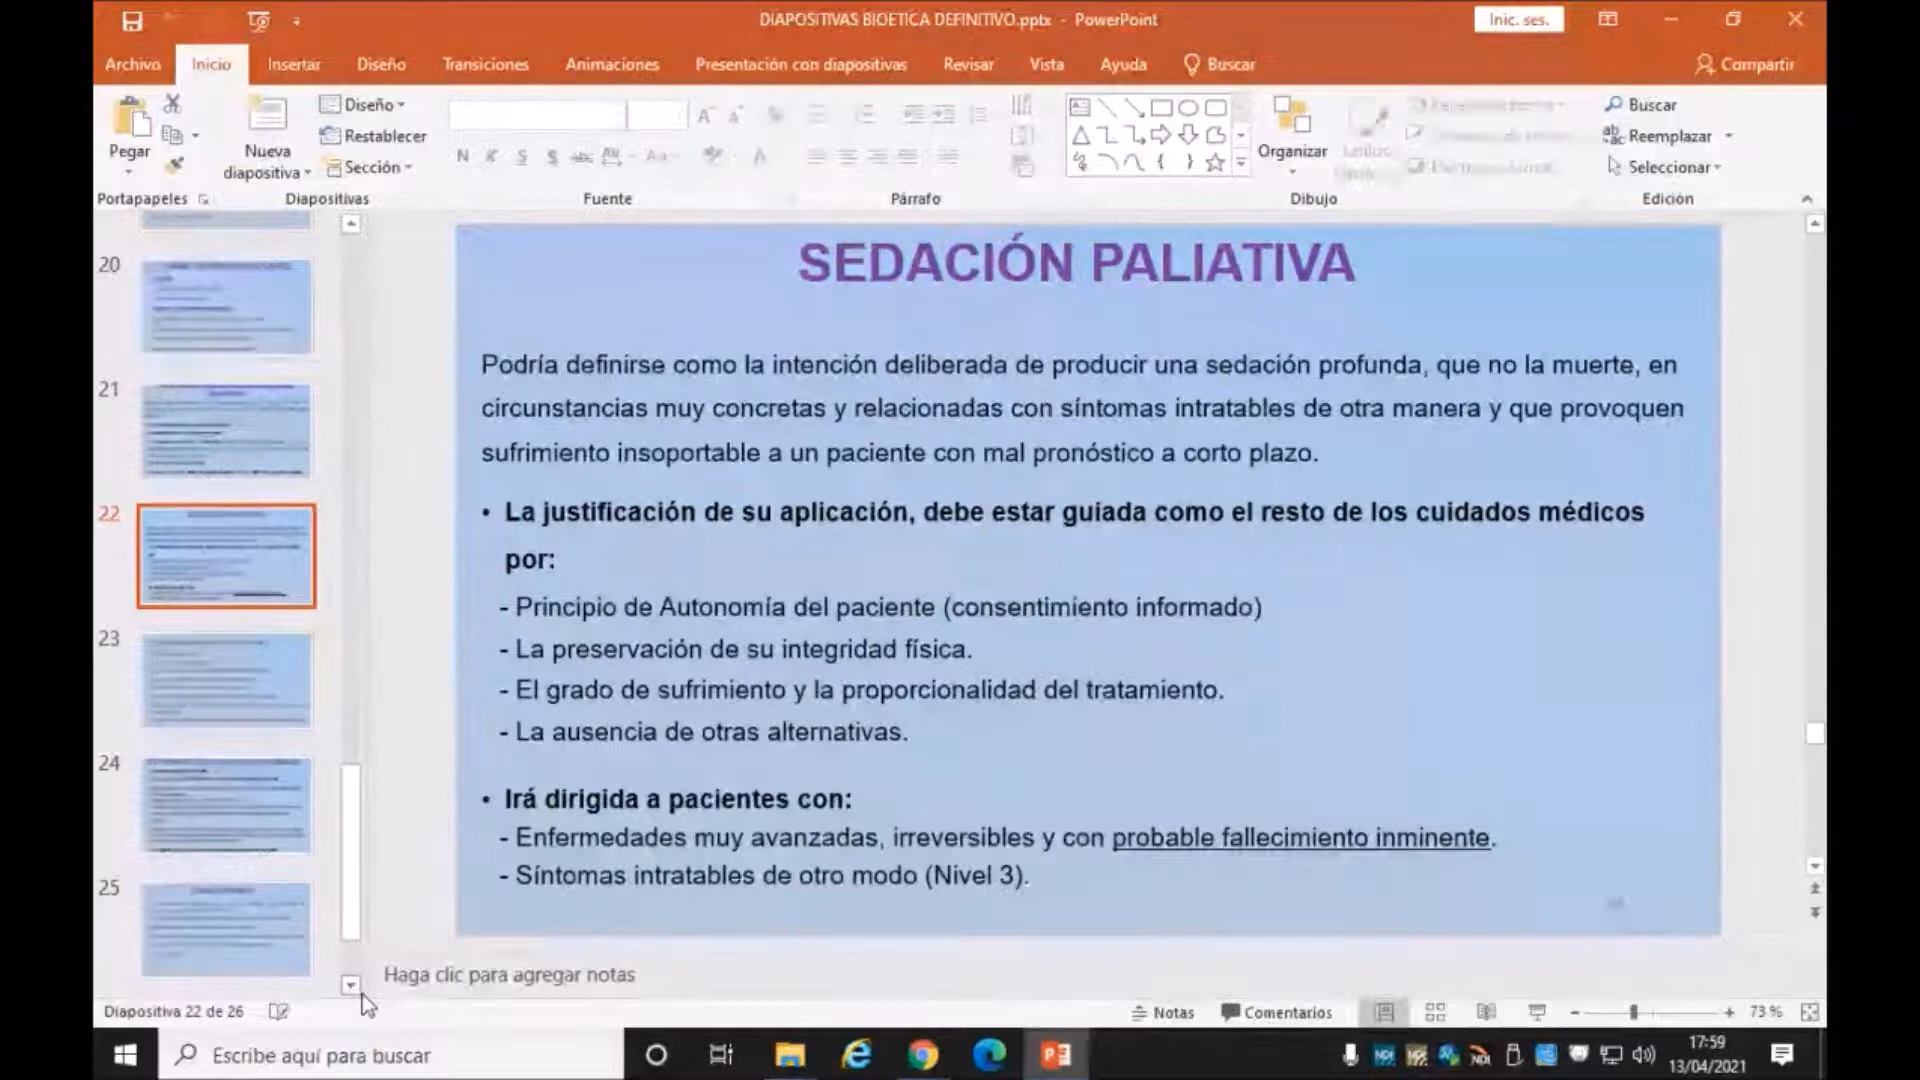 DIAPOSITIVAS BIOETICA DEFINITIVO.pptx - PowerPoint
Inic. ses.
Archivo Inicio Insertar Diseño Transiciones Animaciones Presentación con diapositivas Revisar Vista Ayuda Buscar Compartir
Pegar
Nueva diapositiva
Diseño
Restablecer
Sección
Organizar
Buscar
Reemplazar
Seleccionar
Portapapeles Diapositivas Fuente Párrafo Dibujo Edición
20
21
22
23
24
25
SEDACIÓN PALIATIVA
Podría definirse como la intención deliberada de producir una sedación profunda, que no la muerte, en
circunstancias muy concretas y relacionadas con síntomas intratables de otra manera y que provoquen
sufrimiento insoportable a un paciente con mal pronóstico a corto plazo.
• La justificación de su aplicación, debe estar guiada como el resto de los cuidados médicos
por:
- Principio de Autonomía del paciente (consentimiento informado)
- La preservación de su integridad física.
- El grado de sufrimiento y la proporcionalidad del tratamiento.
- La ausencia de otras alternativas.
• Irá dirigida a pacientes con:
- Enfermedades muy avanzadas, irreversibles y con probable fallecimiento inminente.
- Síntomas intratables de otro modo (Nivel 3).
Haga clic para agregar notas
Diapositiva 22 de 26
Notas Comentarios 73 %
Escribe aquí para buscar
17:59
13/04/2021